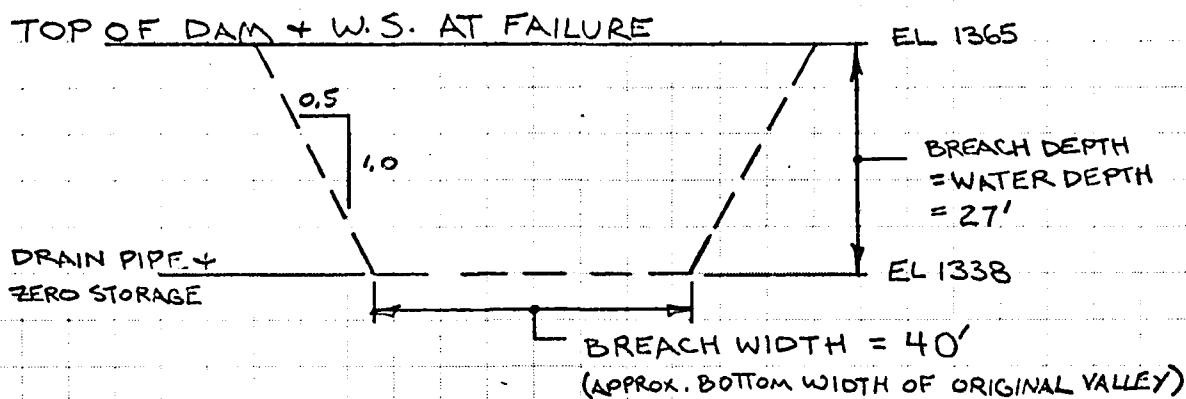 TOP OF DAM + W.S. AT FAILURE
EL 1365
0.5
1.0
BREACH DEPTH
= WATER DEPTH
= 27'
DRAIN PIPE +
ZERO STORAGE
EL 1338
BREACH WIDTH = 40'
(APPROX. BOTTOM WIDTH OF ORIGINAL VALLEY)